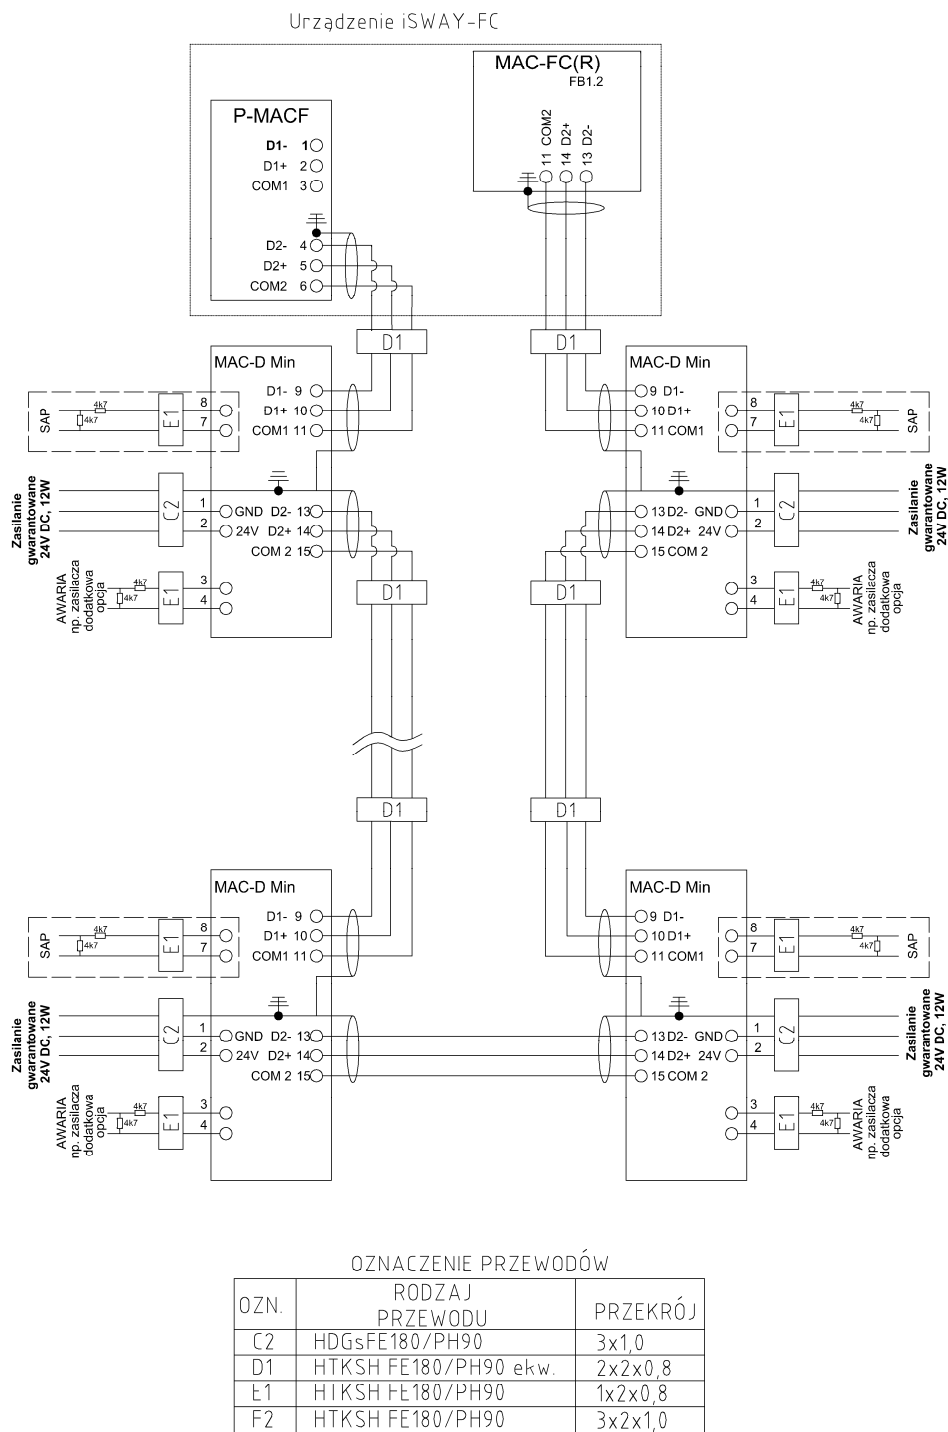 Urządzenie iSWAY-FC
MAC-FC(R)
FB1.2
11 COM2
14 D2+
13 D2-
P-MACF
D1- 1
D1+ 2
COM1 3
D2- 4
D2+ 5
COM2 6
D1
D1
MAC-D Min
D1- 9
D1+ 10
COM1 11
SAP
4k7
4k7
E1
8
7
Zasilanie
gwarantowane
24V DC, 12W
C2
1
2
GND D2- 13
24V D2+ 14
COM 2 15
AWARIA
np. zasilacza
dodatkowa
opcja
4k7
4k7
E1
3
4
MAC-D Min
9 D1-
10 D1+
11 COM1
8
7
E1
4k7
4k7
SAP
13 D2- GND
14 D2+ 24V
15 COM 2
1
2
C2
Zasilanie
gwarantowane
24V DC, 12W
3
4
E1
4k7
4k7
AWARIA
np. zasilacza
dodatkowa
opcja
D1
D1
D1
D1
MAC-D Min
D1- 9
D1+ 10
COM1 11
SAP
4k7
4k7
E1
8
7
Zasilanie
gwarantowane
24V DC, 12W
C2
1
2
GND D2- 13
24V D2+ 14
COM 2 15
AWARIA
np. zasilacza
dodatkowa
opcja
4k7
4k7
E1
3
4
MAC-D Min
9 D1-
10 D1+
11 COM1
8
7
E1
4k7
4k7
SAP
13 D2- GND
14 D2+ 24V
15 COM 2
1
2
C2
Zasilanie
gwarantowane
24V DC, 12W
3
4
E1
4k7
4k7
AWARIA
np. zasilacza
dodatkowa
opcja
OZNACZENIE PRZEWODÓW
OZN. RODZAJ PRZEWODU PRZEKRÓJ
C2 HDGsFE180/PH90 3x1,0
D1 HTKSH FE180/PH90 ekw. 2x2x0,8
E1 HTKSH FE180/PH90 1x2x0,8
F2 HTKSH FE180/PH90 3x2x1,0